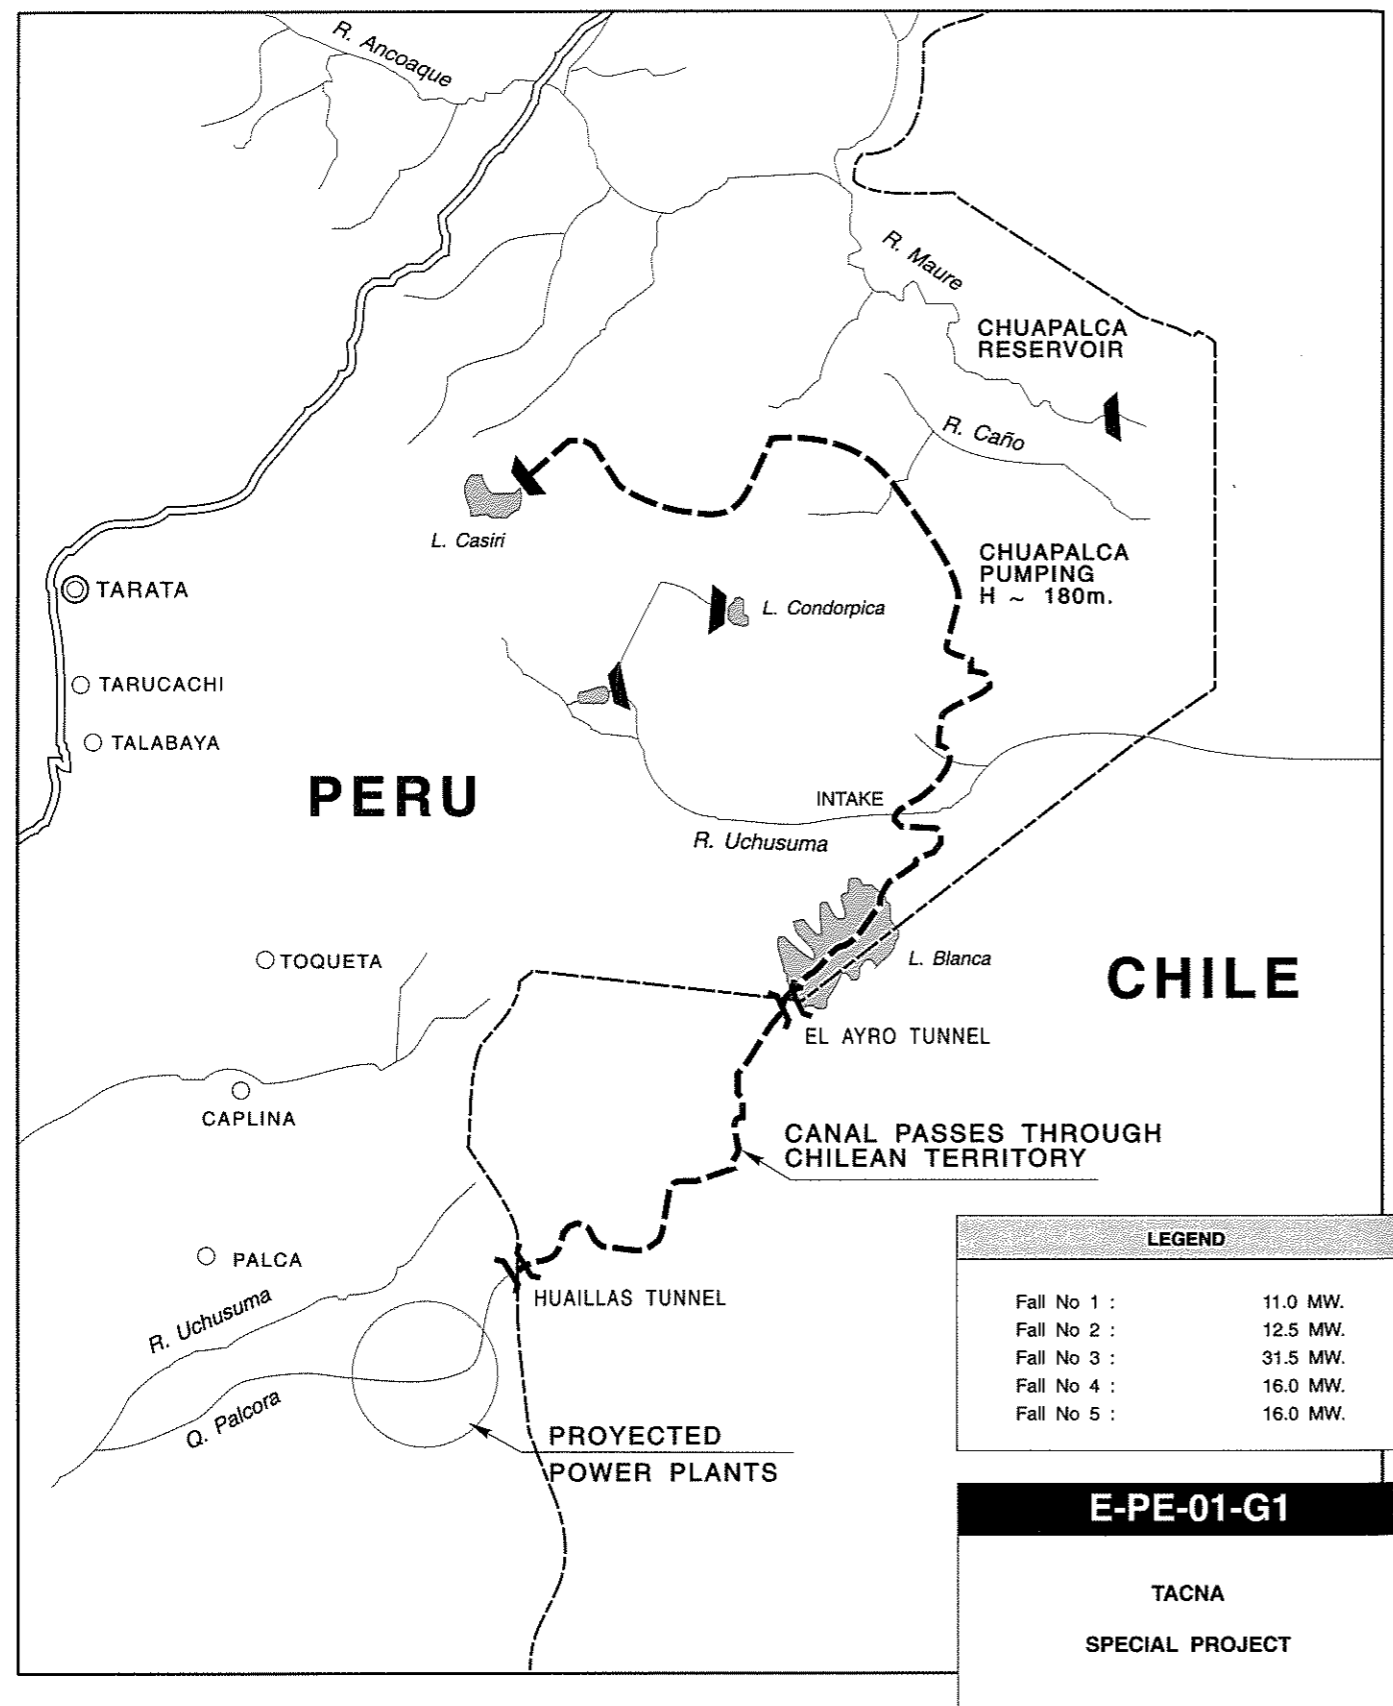 R. Ancoaque
R. Maure
CHUAPALCA
RESERVOIR
R. Caño
L. Casiri
CHUAPALCA
PUMPING
H ~ 180m.
TARATA
L. Condorpica
TARUCACHI
TALABAYA
PERU
INTAKE
R. Uchusuma
TOQUETA
L. Blanca
CHILE
EL AYRO TUNNEL
CAPLINA
CANAL PASSES THROUGH
CHILEAN TERRITORY
PALCA
HUAILLAS TUNNEL
R. Uchusuma
Q. Palcora
PROYECTED
POWER PLANTS
LEGEND
Fall No 1 : 11.0 MW.
Fall No 2 : 12.5 MW.
Fall No 3 : 31.5 MW.
Fall No 4 : 16.0 MW.
Fall No 5 : 16.0 MW.
E-PE-01-G1
TACNA
SPECIAL PROJECT